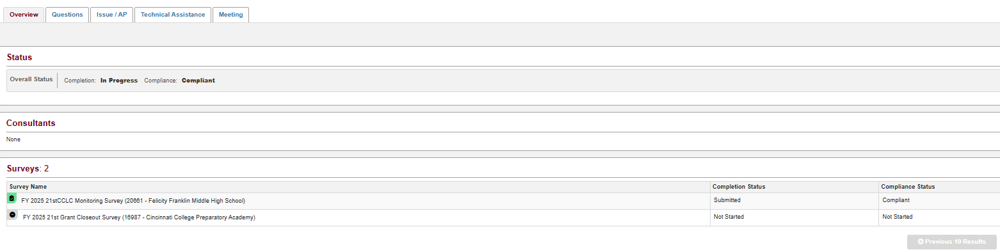 Overview Questions Issue / AP Technical Assistance Meeting
Status
Overall Status Completion: In Progress Compliance: Compliant
Consultants
None
Surveys: 2
Survey Name Completion Status Compliance Status
FY 2025 21stCCLC Monitoring Survey (20661 - Felicity Franklin Middle High School) Submitted Compliant
FY 2025 21st Grant Closeout Survey (16987 - Cincinnati College Preparatory Academy) Not Started Not Started
Previous 10 Results